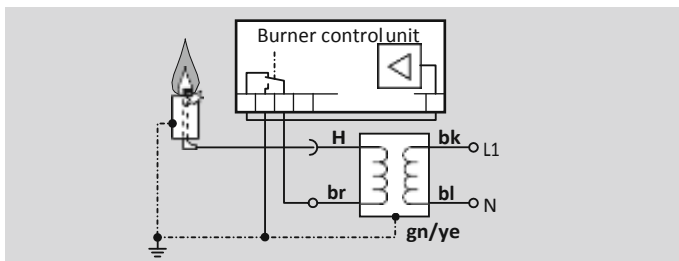 Burner control unit
H
bk
L1
br
bl
N
gn/ye